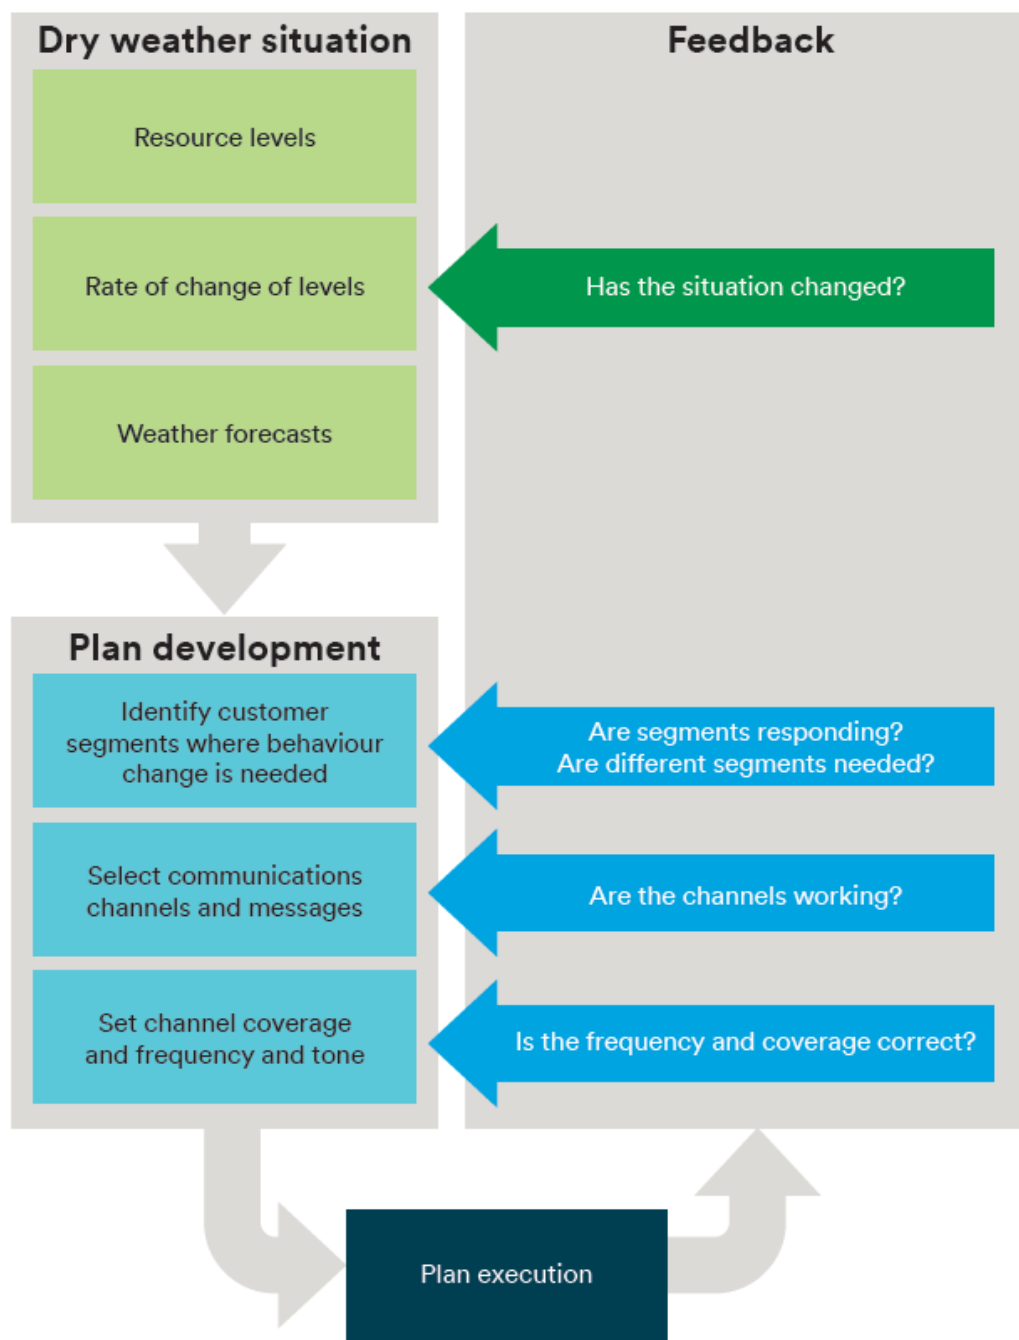 Dry weather situation
Resource levels
Rate of change of levels
Weather forecasts
Feedback
Has the situation changed?
Plan development
Identify customer
segments where behaviour
change is needed
Select communications
channels and messages
Set channel coverage
and frequency and tone
Are segments responding?
Are different segments needed?
Are the channels working?
Is the frequency and coverage correct?
Plan execution